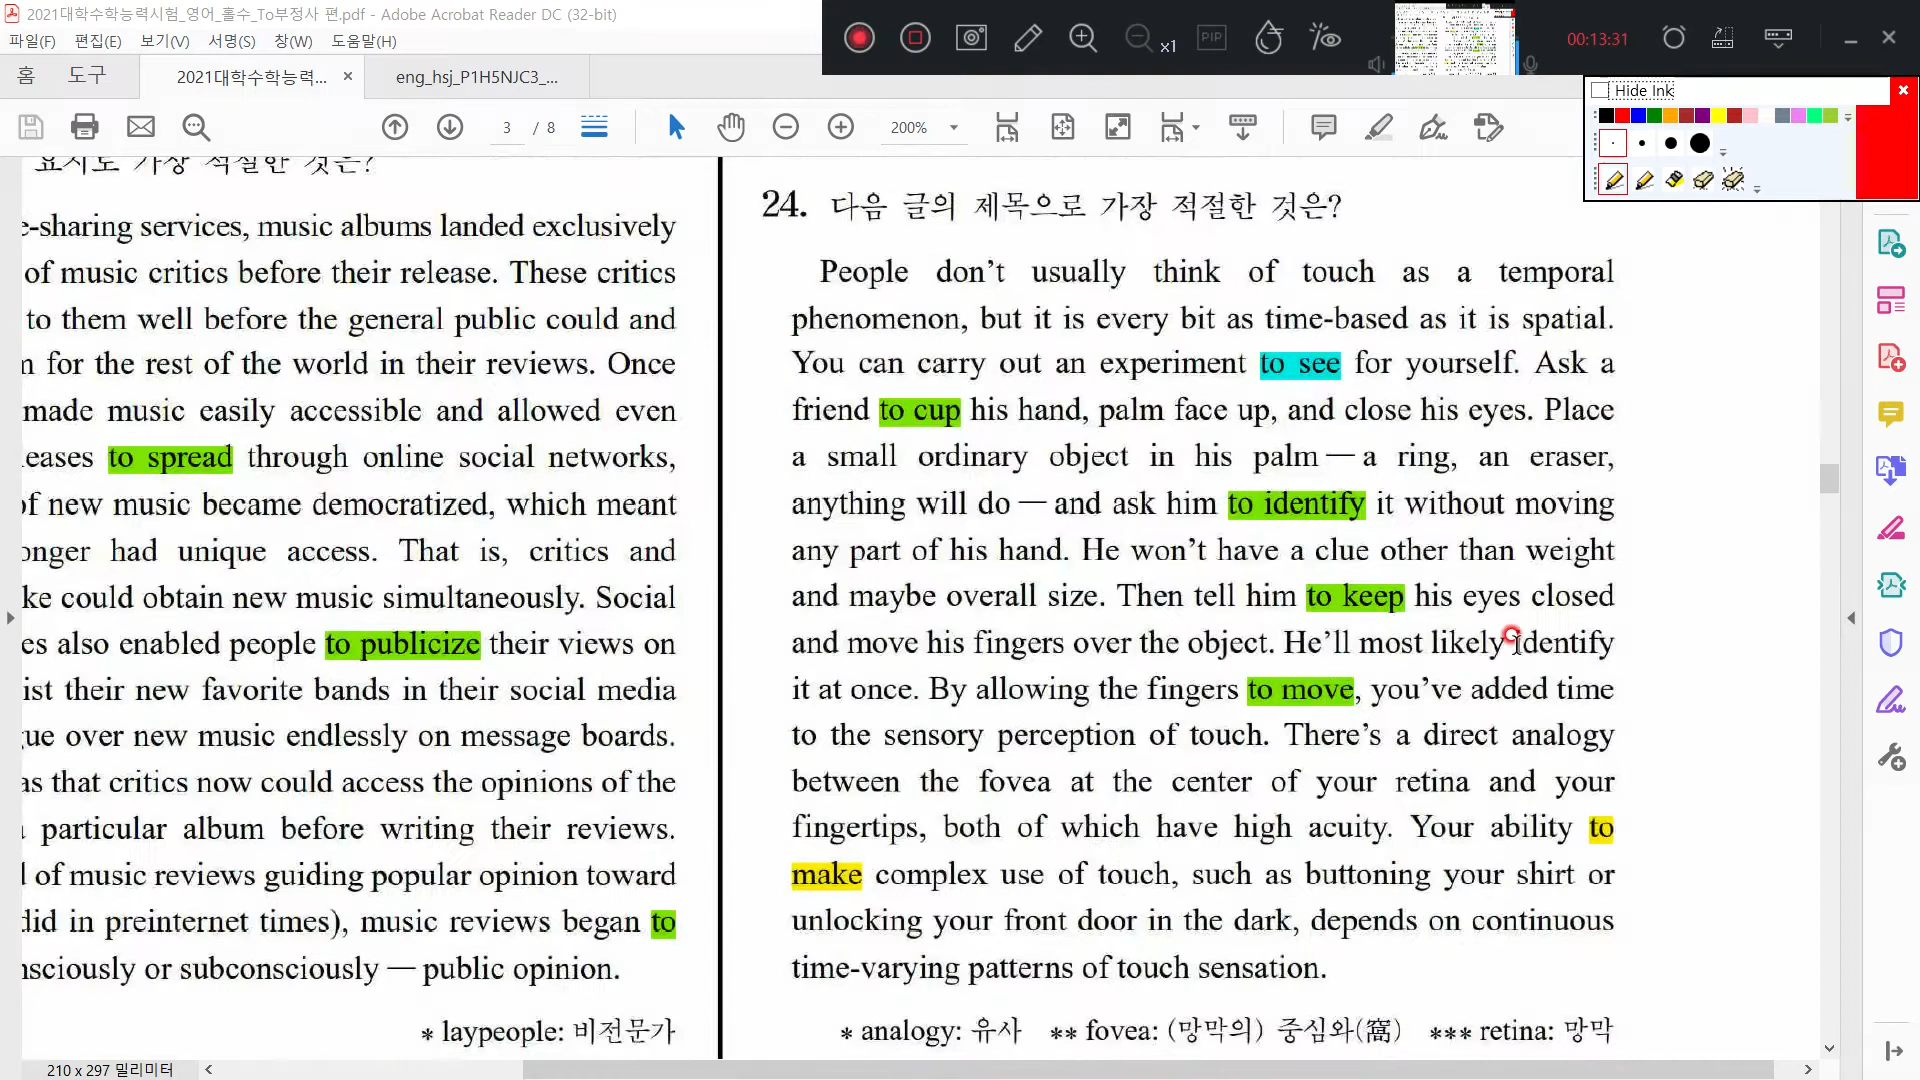 2021대학수학능력시험_영어_홀수_To부정사 편.pdf - Adobe Acrobat Reader DC (32-bit)
파일(F) 편집(E) 보기(V) 서명(S) 창(W) 도움말(H)
x1
PIP
00:13:31
홈 도구 2021대학수학능력... × eng_hsj_P1H5NJC3_...
Hide Ink
3 / 8
200%
요지로 가장 적절한 것은?
e-sharing services, music albums landed exclusively
of music critics before their release. These critics
to them well before the general public could and
for the rest of the world in their reviews. Once
made music easily accessible and allowed even
eases to spread through online social networks,
of new music became democratized, which meant
onger had unique access. That is, critics and
ke could obtain new music simultaneously. Social
es also enabled people to publicize their views on
ist their new favorite bands in their social media
gue over new music endlessly on message boards.
as that critics now could access the opinions of the
particular album before writing their reviews.
of music reviews guiding popular opinion toward
did in preinternet times), music reviews began to
nsciously or subconsciously — public opinion.
* laypeople: 비전문가
24. 다음 글의 제목으로 가장 적절한 것은?
People don't usually think of touch as a temporal
phenomenon, but it is every bit as time-based as it is spatial.
You can carry out an experiment to see for yourself. Ask a
friend to cup his hand, palm face up, and close his eyes. Place
a small ordinary object in his palm — a ring, an eraser,
anything will do — and ask him to identify it without moving
any part of his hand. He won't have a clue other than weight
and maybe overall size. Then tell him to keep his eyes closed
and move his fingers over the object. He'll most likely identify
it at once. By allowing the fingers to move, you've added time
to the sensory perception of touch. There's a direct analogy
between the fovea at the center of your retina and your
fingertips, both of which have high acuity. Your ability to
make complex use of touch, such as buttoning your shirt or
unlocking your front door in the dark, depends on continuous
time-varying patterns of touch sensation.
* analogy: 유사 ** fovea: (망막의) 중심와(窩) *** retina: 망막
210 x 297 밀리미터